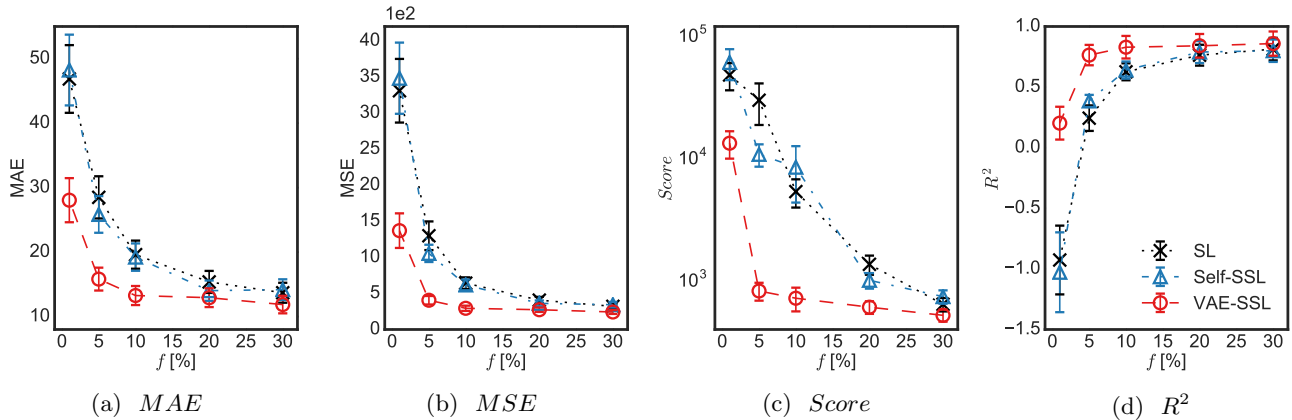 MAE
50
40
30
20
10
0 5 10 15 20 25 30
f [%]
(a) MAE
1e2
MSE
40
35
30
25
20
15
10
5
0
0 5 10 15 20 25 30
f [%]
(b) MSE
Score
10^5
10^4
10^3
0 5 10 15 20 25 30
f [%]
(c) Score
R^2
1.0
0.5
0.0
−0.5
−1.0
−1.5
SL
Self-SSL
VAE-SSL
0 5 10 15 20 25 30
f [%]
(d) R^2